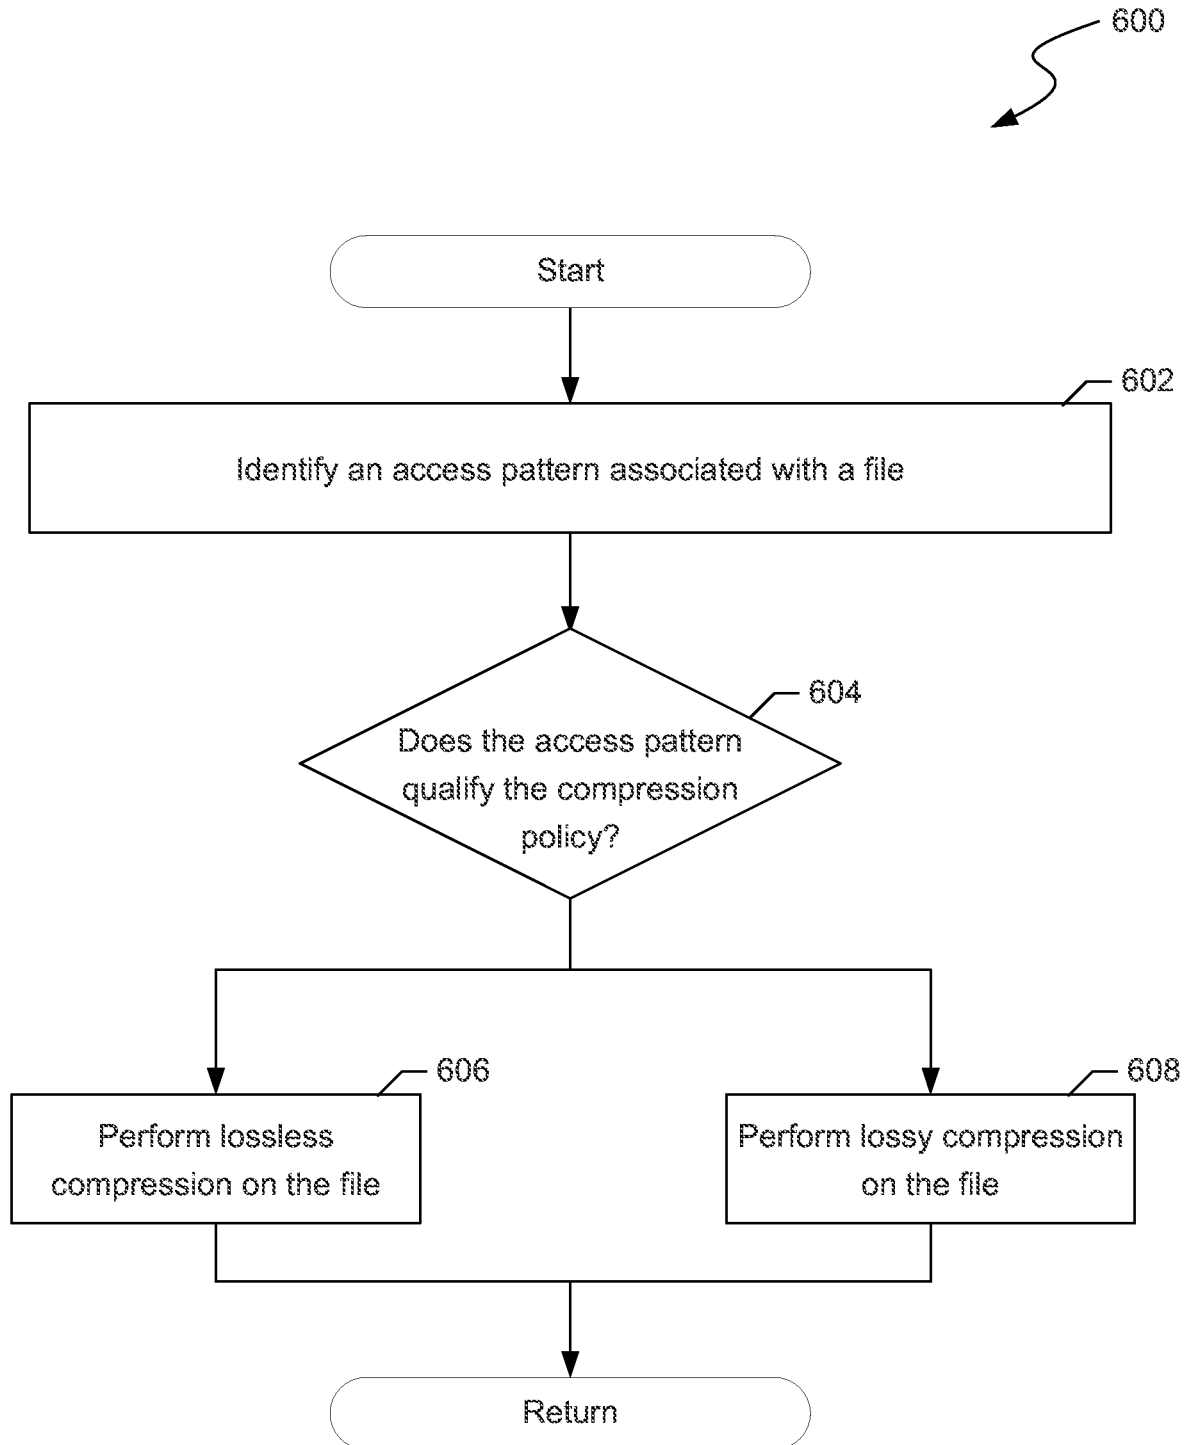 600
Start
602
Identify an access pattern associated with a file
604
Does the access pattern
qualify the compression
policy?
606
608
Perform lossless
compression on the file
Perform lossy compression
on the file
Return